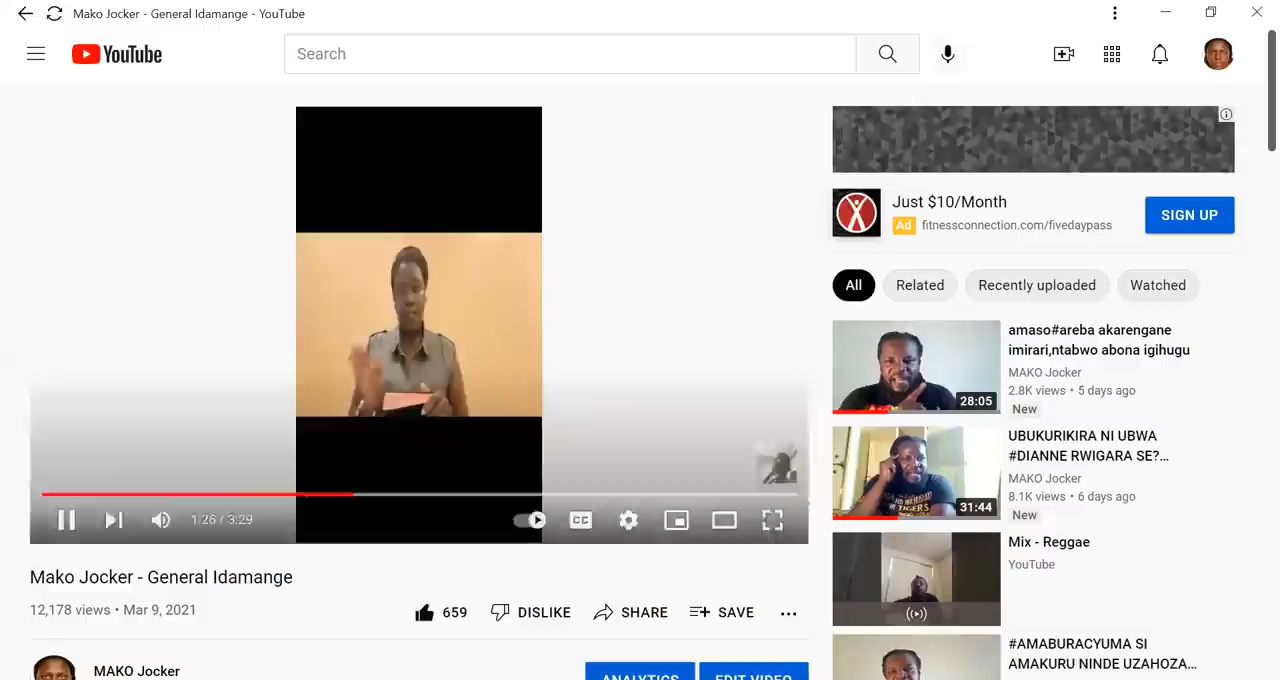 Mako Jocker - General Idamange - YouTube
YouTube
Search
Just $10/Month
Ad fitnessconnection.com/fivedaypass
SIGN UP
All Related Recently uploaded Watched
amaso#areba akarengane
imirari,ntabwo abona igihugu
MAKO Jocker
2.8K views • 5 days ago
New
28:05
UBUKURIKIRA NI UBWA
#DIANNE RWIGARA SE?...
MAKO Jocker
8.1K views • 6 days ago
New
31:44
Mix - Reggae
YouTube
#AMABURACYUMA SI
AMAKURU NINDE UZAHOZA...
1:26 / 3:29
CC
Mako Jocker - General Idamange
12,178 views • Mar 9, 2021
659 DISLIKE SHARE SAVE
MAKO Jocker
ANALYTICS EDIT VIDEO